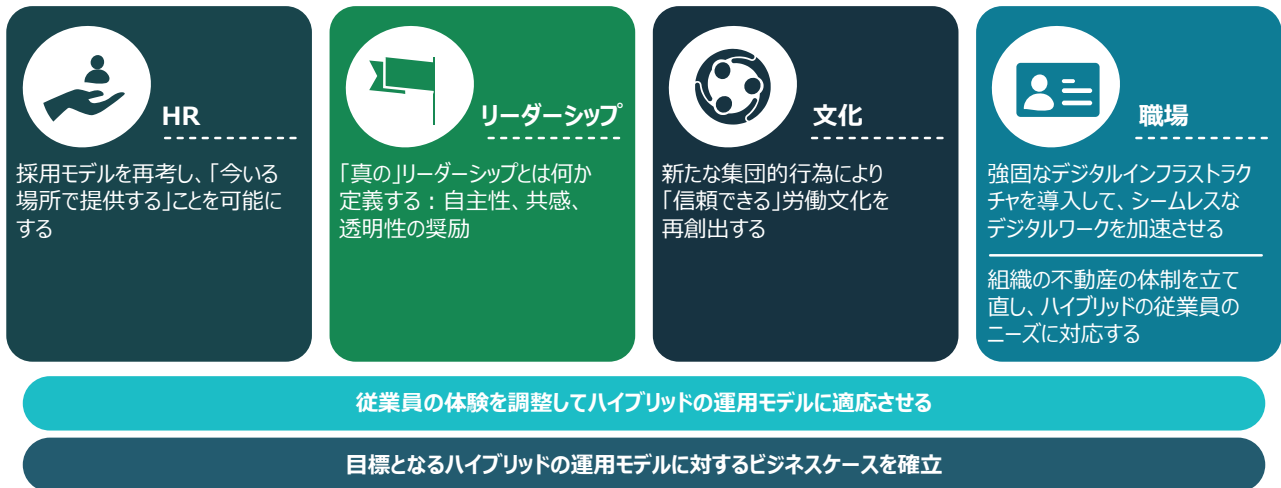 HR
採用モデルを再考し、「今いる
場所で提供する」ことを可能に
する
リーダーシップ
「真の」リーダーシップとは何か
定義する：自主性、共感、
透明性の奨励
文化
新たな集団的行為により
「信頼できる」労働文化を
再創出する
職場
強固なデジタルインフラストラク
チャを導入して、シームレスな
デジタルワークを加速させる
組織の不動産の体制を立て
直し、ハイブリッドの従業員の
ニーズに対応する
従業員の体験を調整してハイブリッドの運用モデルに適応させる
目標となるハイブリッドの運用モデルに対するビジネスケースを確立